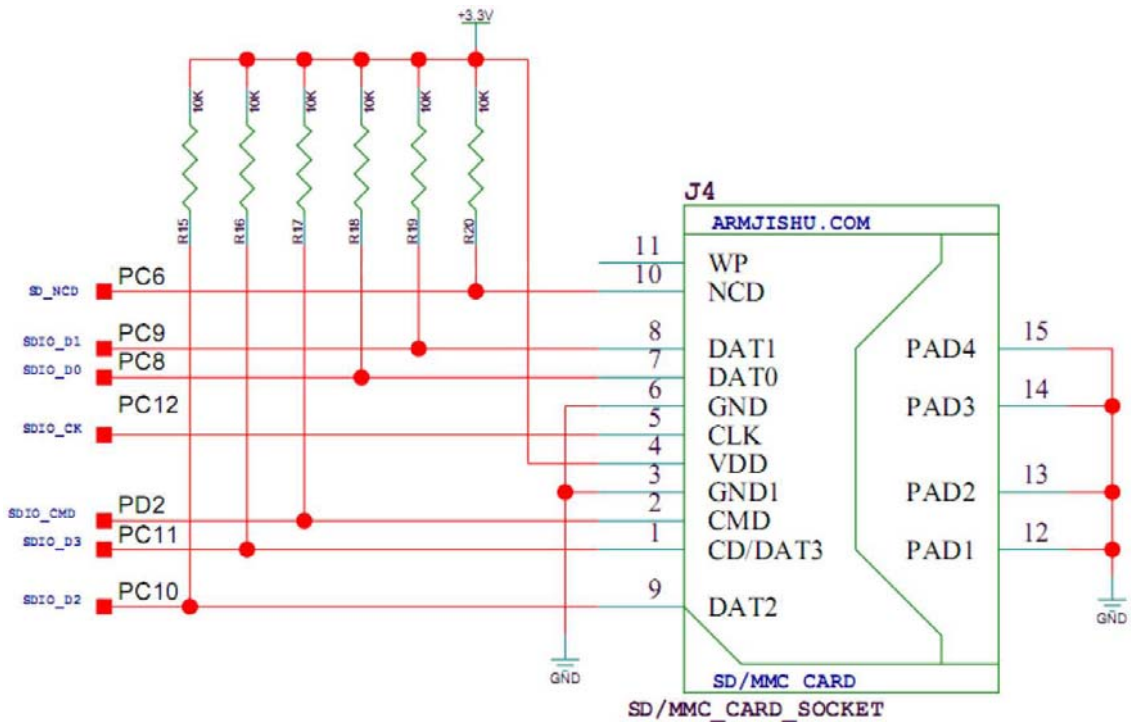 +3.3V
10K 10K 10K 10K 10K 10K
R15 R16 R17 R18 R19 R20
J4
ARMJISHU.COM
11 WP
SD_NCD PC6 10 NCD
SDIO_D1 PC9 8 DAT1 PAD4 15
SDIO_D0 PC8 7 DAT0
6 GND PAD3 14
SDIO_CK PC12 5 CLK
4 VDD
3 GND1 PAD2 13
SDIO_CMD PD2 2 CMD
SDIO_D3 PC11 1 CD/DAT3 PAD1 12
SDIO_D2 PC10 9 DAT2
GND
GND
SD/MMC CARD
SD/MMC_CARD_SOCKET